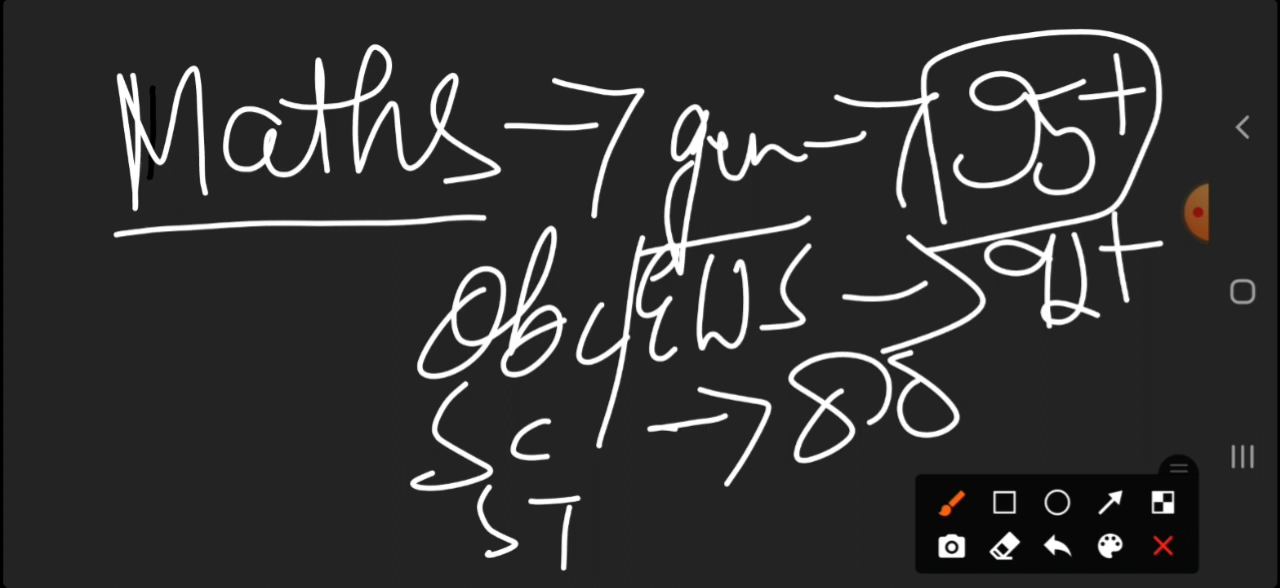 Maths → gen → 95+
Obc/EWS → 92+
SC → 88
ST